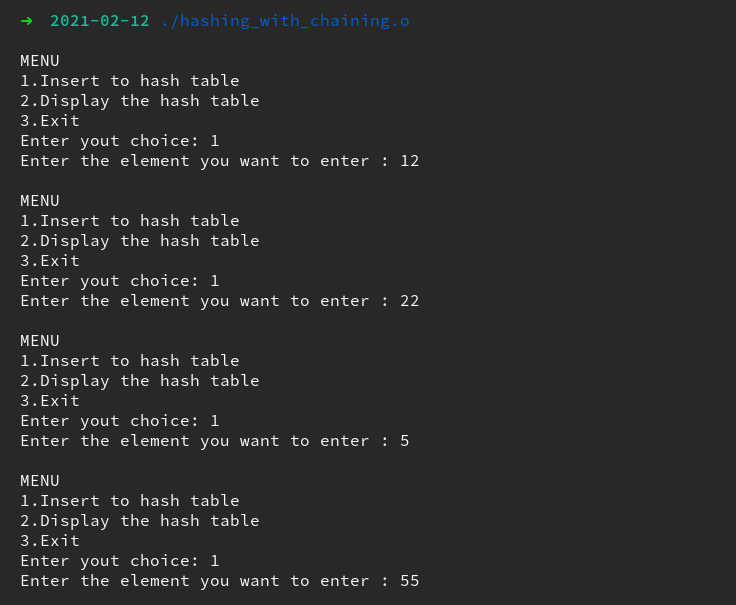 ➜ 2021-02-12 ./hashing_with_chaining.o
MENU
1.Insert to hash table
2.Display the hash table
3.Exit
Enter yout choice: 1
Enter the element you want to enter : 12
MENU
1.Insert to hash table
2.Display the hash table
3.Exit
Enter yout choice: 1
Enter the element you want to enter : 22
MENU
1.Insert to hash table
2.Display the hash table
3.Exit
Enter yout choice: 1
Enter the element you want to enter : 5
MENU
1.Insert to hash table
2.Display the hash table
3.Exit
Enter yout choice: 1
Enter the element you want to enter : 55